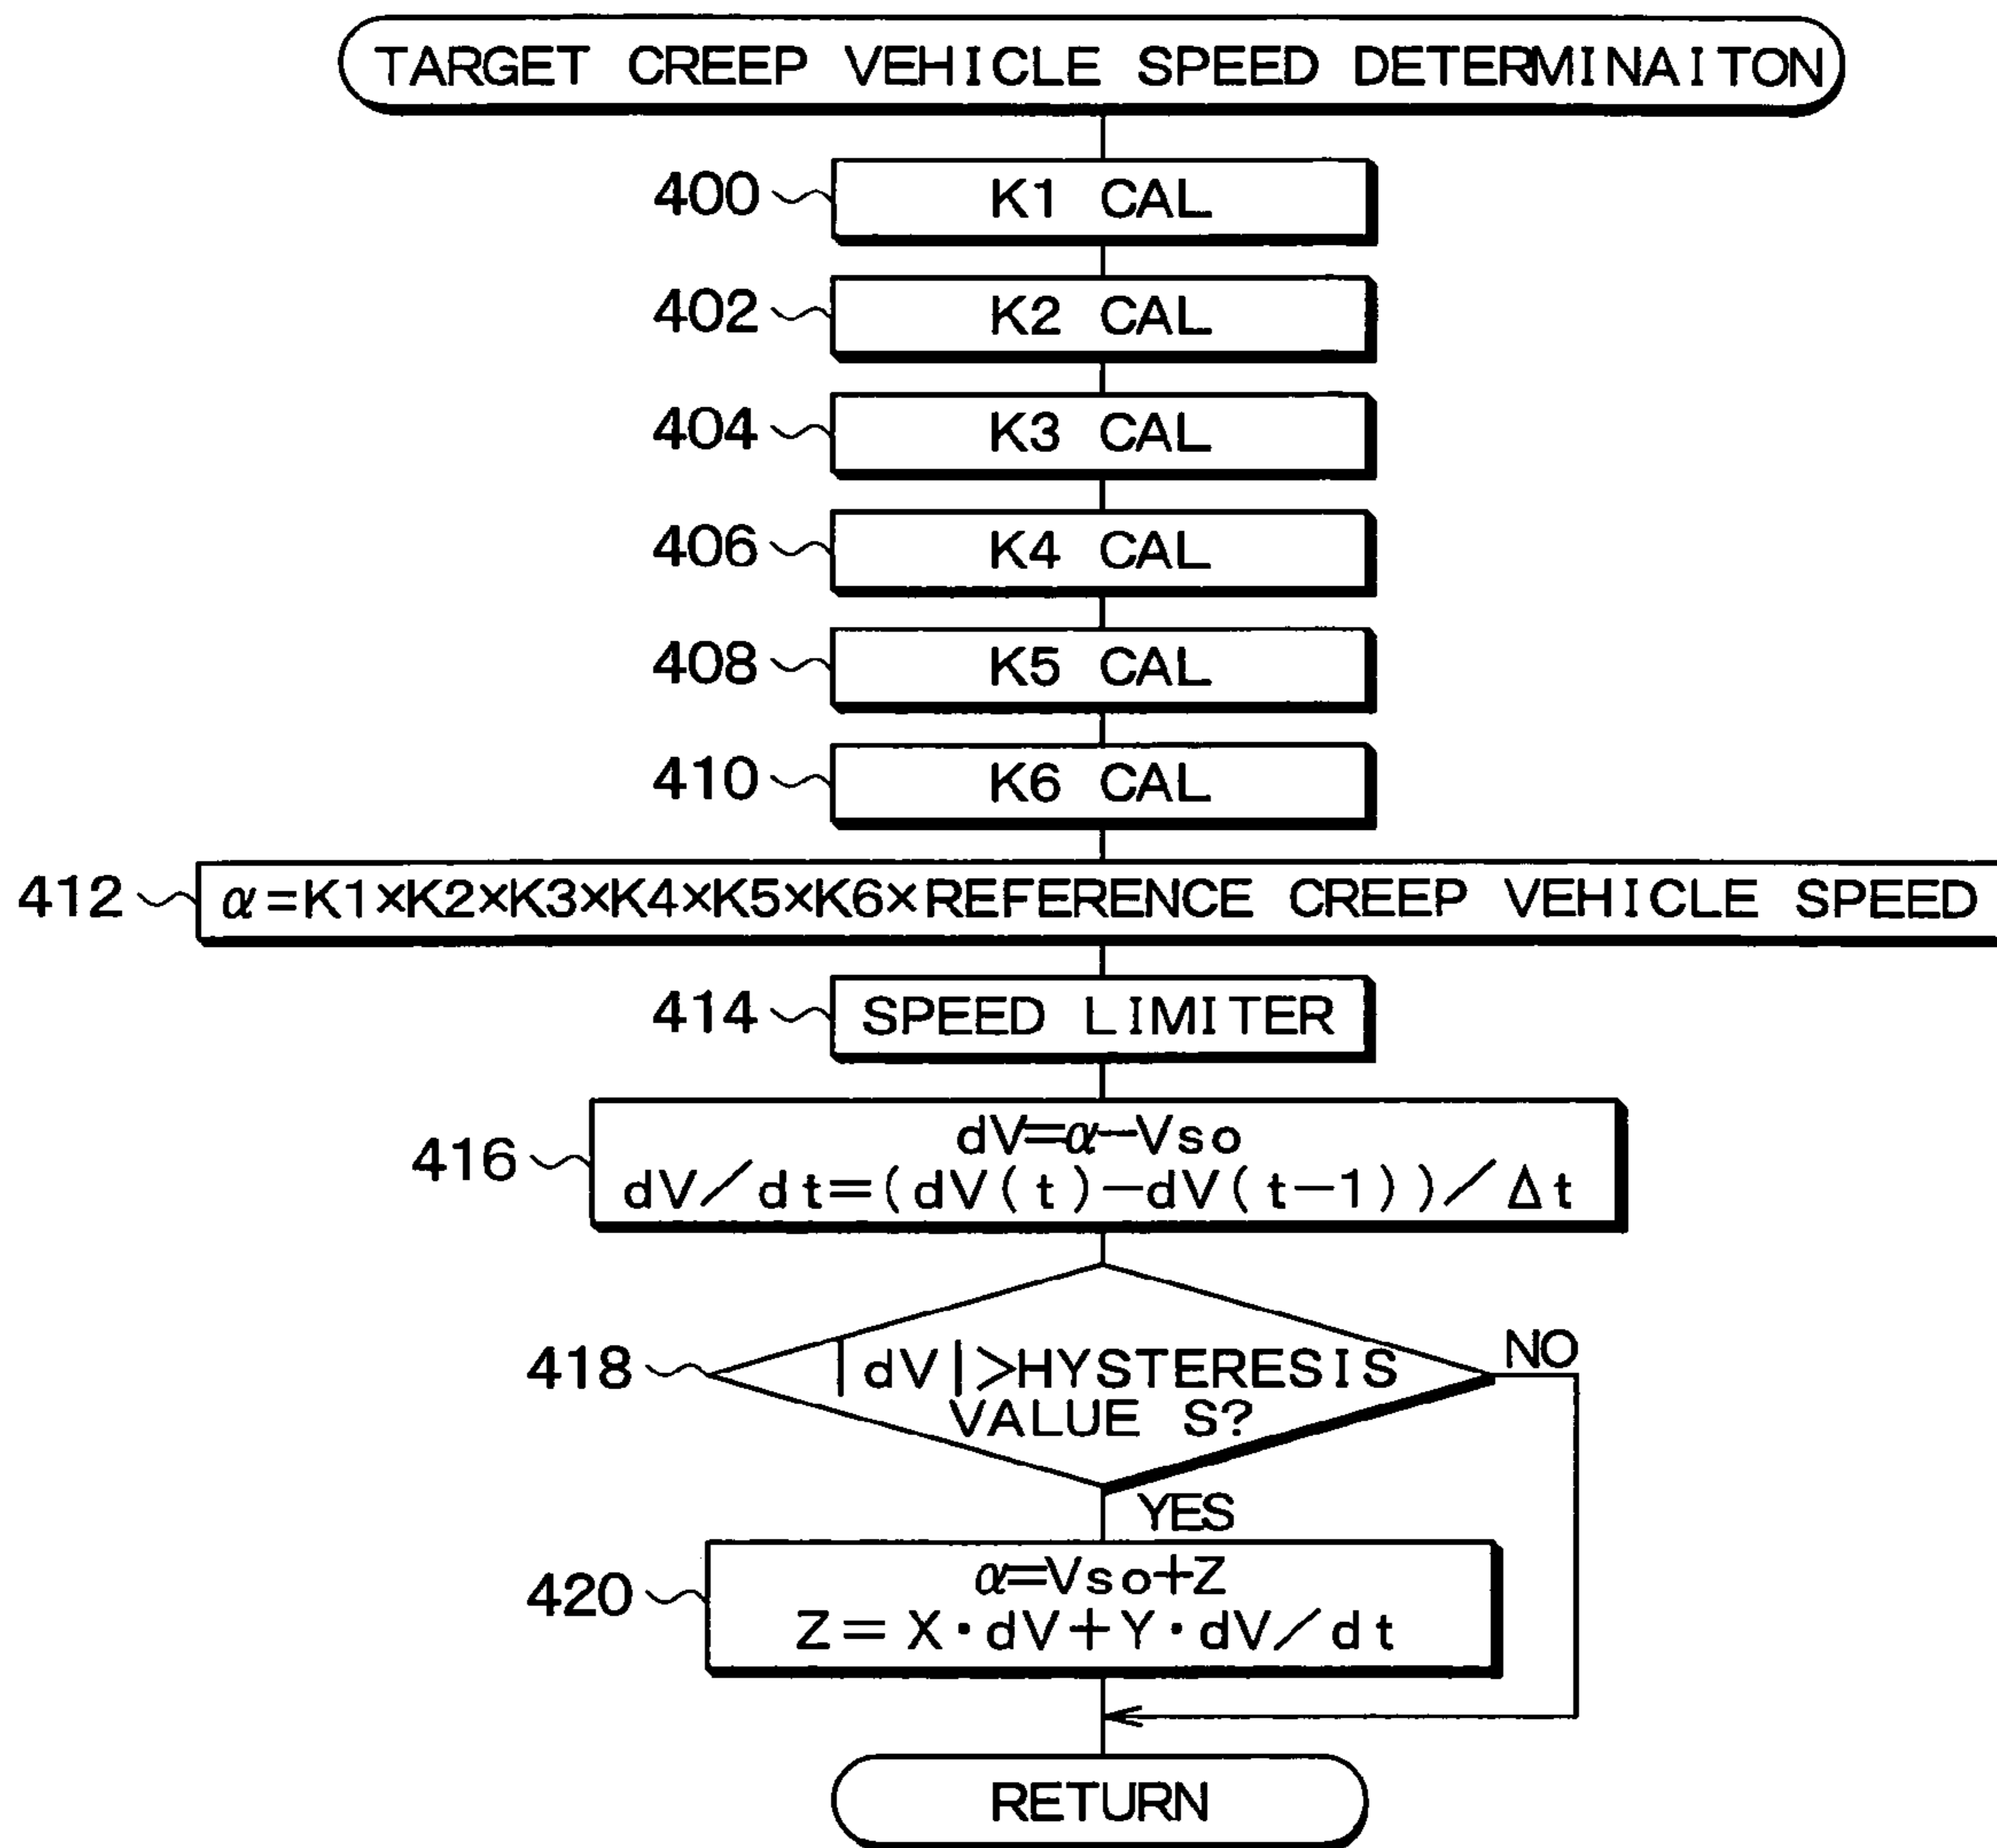 TARGET CREEP VEHICLE SPEED DETERMINAITON
400 K1 CAL
402 K2 CAL
404 K3 CAL
406 K4 CAL
408 K5 CAL
410 K6 CAL
412 α=K1×K2×K3×K4×K5×K6×REFERENCE CREEP VEHICLE SPEED
414 SPEED LIMITER
416
dV=α-Vso
dV/dt=(dV(t)-dV(t-1))/Δt
418
|dV|>HYSTERESIS
VALUE S?
NO
YES
420
α=Vso+Z
Z=X·dV+Y·dV/dt
RETURN